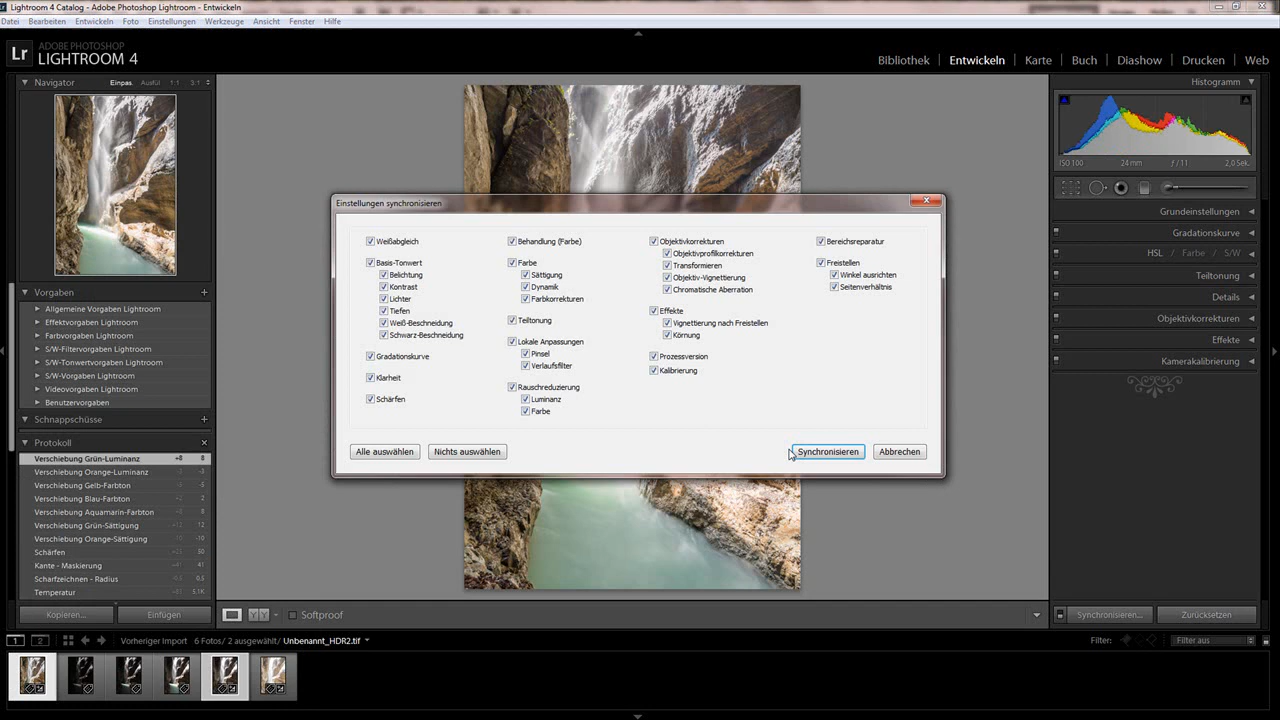 Lightroom 4 Catalog - Adobe Photoshop Lightroom - Entwickeln
Datei Bearbeiten Entwickeln Foto Einstellungen Werkzeuge Ansicht Fenster Hilfe
Lr ADOBE PHOTOSHOP
LIGHTROOM 4
Bibliothek | Entwickeln | Karte | Buch | Diashow | Drucken | Web
Navigator Einpas. Ausfül 1:1 3:1
Histogramm
ISO 100 24 mm f / 11 2,0 Sek.
Grundeinstellungen
Gradationskurve
HSL / Farbe / S/W
Teiltonung
Details
Objektivkorrekturen
Effekte
Kamerakalibrierung
Vorgaben
Allgemeine Vorgaben Lightroom
Effektvorgaben Lightroom
Farbvorgaben Lightroom
S/W-Filtervorgaben Lightroom
S/W-Tonwertvorgaben Lightroom
S/W-Vorgaben Lightroom
Videovorgaben Lightroom
Benutzervorgaben
Schnappschüsse
Protokoll
Verschiebung Grün-Luminanz +8 8
Verschiebung Orange-Luminanz
Verschiebung Gelb-Farbton
Verschiebung Blau-Farbton
Verschiebung Aquamarin-Farbton
Verschiebung Grün-Sättigung
Verschiebung Orange-Sättigung
Schärfen
Kante - Maskierung
Scharfzeichnen - Radius
Temperatur
Kopieren... Einfügen
Einstellungen synchronisieren
Weißabgleich
Basis-Tonwert
Belichtung
Kontrast
Lichter
Tiefen
Weiß-Beschneidung
Schwarz-Beschneidung
Gradationskurve
Klarheit
Schärfen
Behandlung (Farbe)
Farbe
Sättigung
Dynamik
Farbkorrekturen
Teiltonung
Lokale Anpassungen
Pinsel
Verlaufsfilter
Rauschreduzierung
Luminanz
Farbe
Objektivkorrekturen
Objektivprofilkorrekturen
Transformieren
Objektiv-Vignettierung
Chromatische Aberration
Effekte
Vignettierung nach Freistellen
Körnung
Prozessversion
Kalibrierung
Bereichsreparatur
Freistellen
Winkel ausrichten
Seitenverhältnis
Alle auswählen Nichts auswählen Synchronisieren Abbrechen
Softproof
Synchronisieren... Zurücksetzen
1 2 Vorheriger Import 6 Fotos/ 2 ausgewählt/ Unbenannt_HDR2.tif
Filter: Filter aus